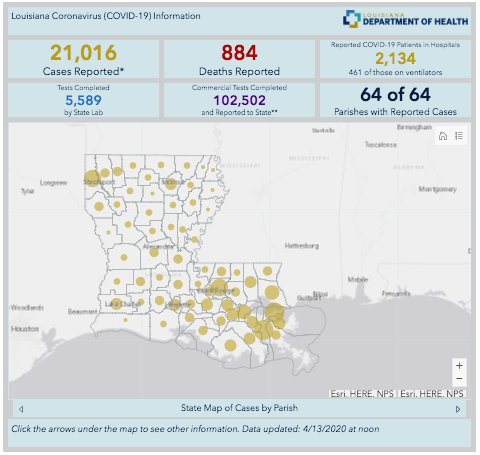 Louisiana Coronavirus (COVID-19) Information
LOUISIANA
DEPARTMENT OF HEALTH
21,016
Cases Reported*
884
Deaths Reported
Reported COVID-19 Patients in Hospitals
2,134
461 of those on ventilators
Tests Completed
5,589
by State Lab
Commercial Tests Completed
102,502
and Reported to State**
64 of 64
Parishes with Reported Cases
Starkville
Birmingham
Tuscaloosa
MISSISSIPPI
ALABAMA
Longview
Shreveport
Monroe
Tyler
Montgomery
Alexandria
Hattiesburg
Mobile
Baton Rouge
Biloxi
Gulfport
Pensacola
Woodlands
Beaumont
Lake Charles
Lafayette
Houston
+
−
Esri, HERE, NPS | Esri, HERE, NPS
State Map of Cases by Parish
Click the arrows under the map to see other information. Data updated: 4/13/2020 at noon